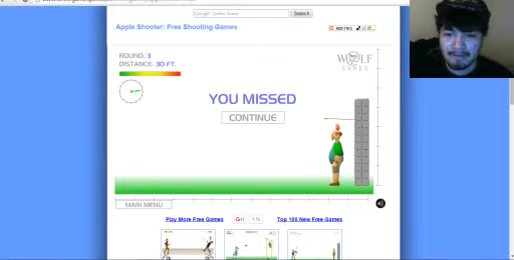 Search
Apple Shooter: Free Shooting Games
ROUND: 3
DISTANCE: 30 FT.
WOLF
GAMES
YOU MISSED
CONTINUE
MAIN MENU
Play More Free Games
Top 100 New Free Games